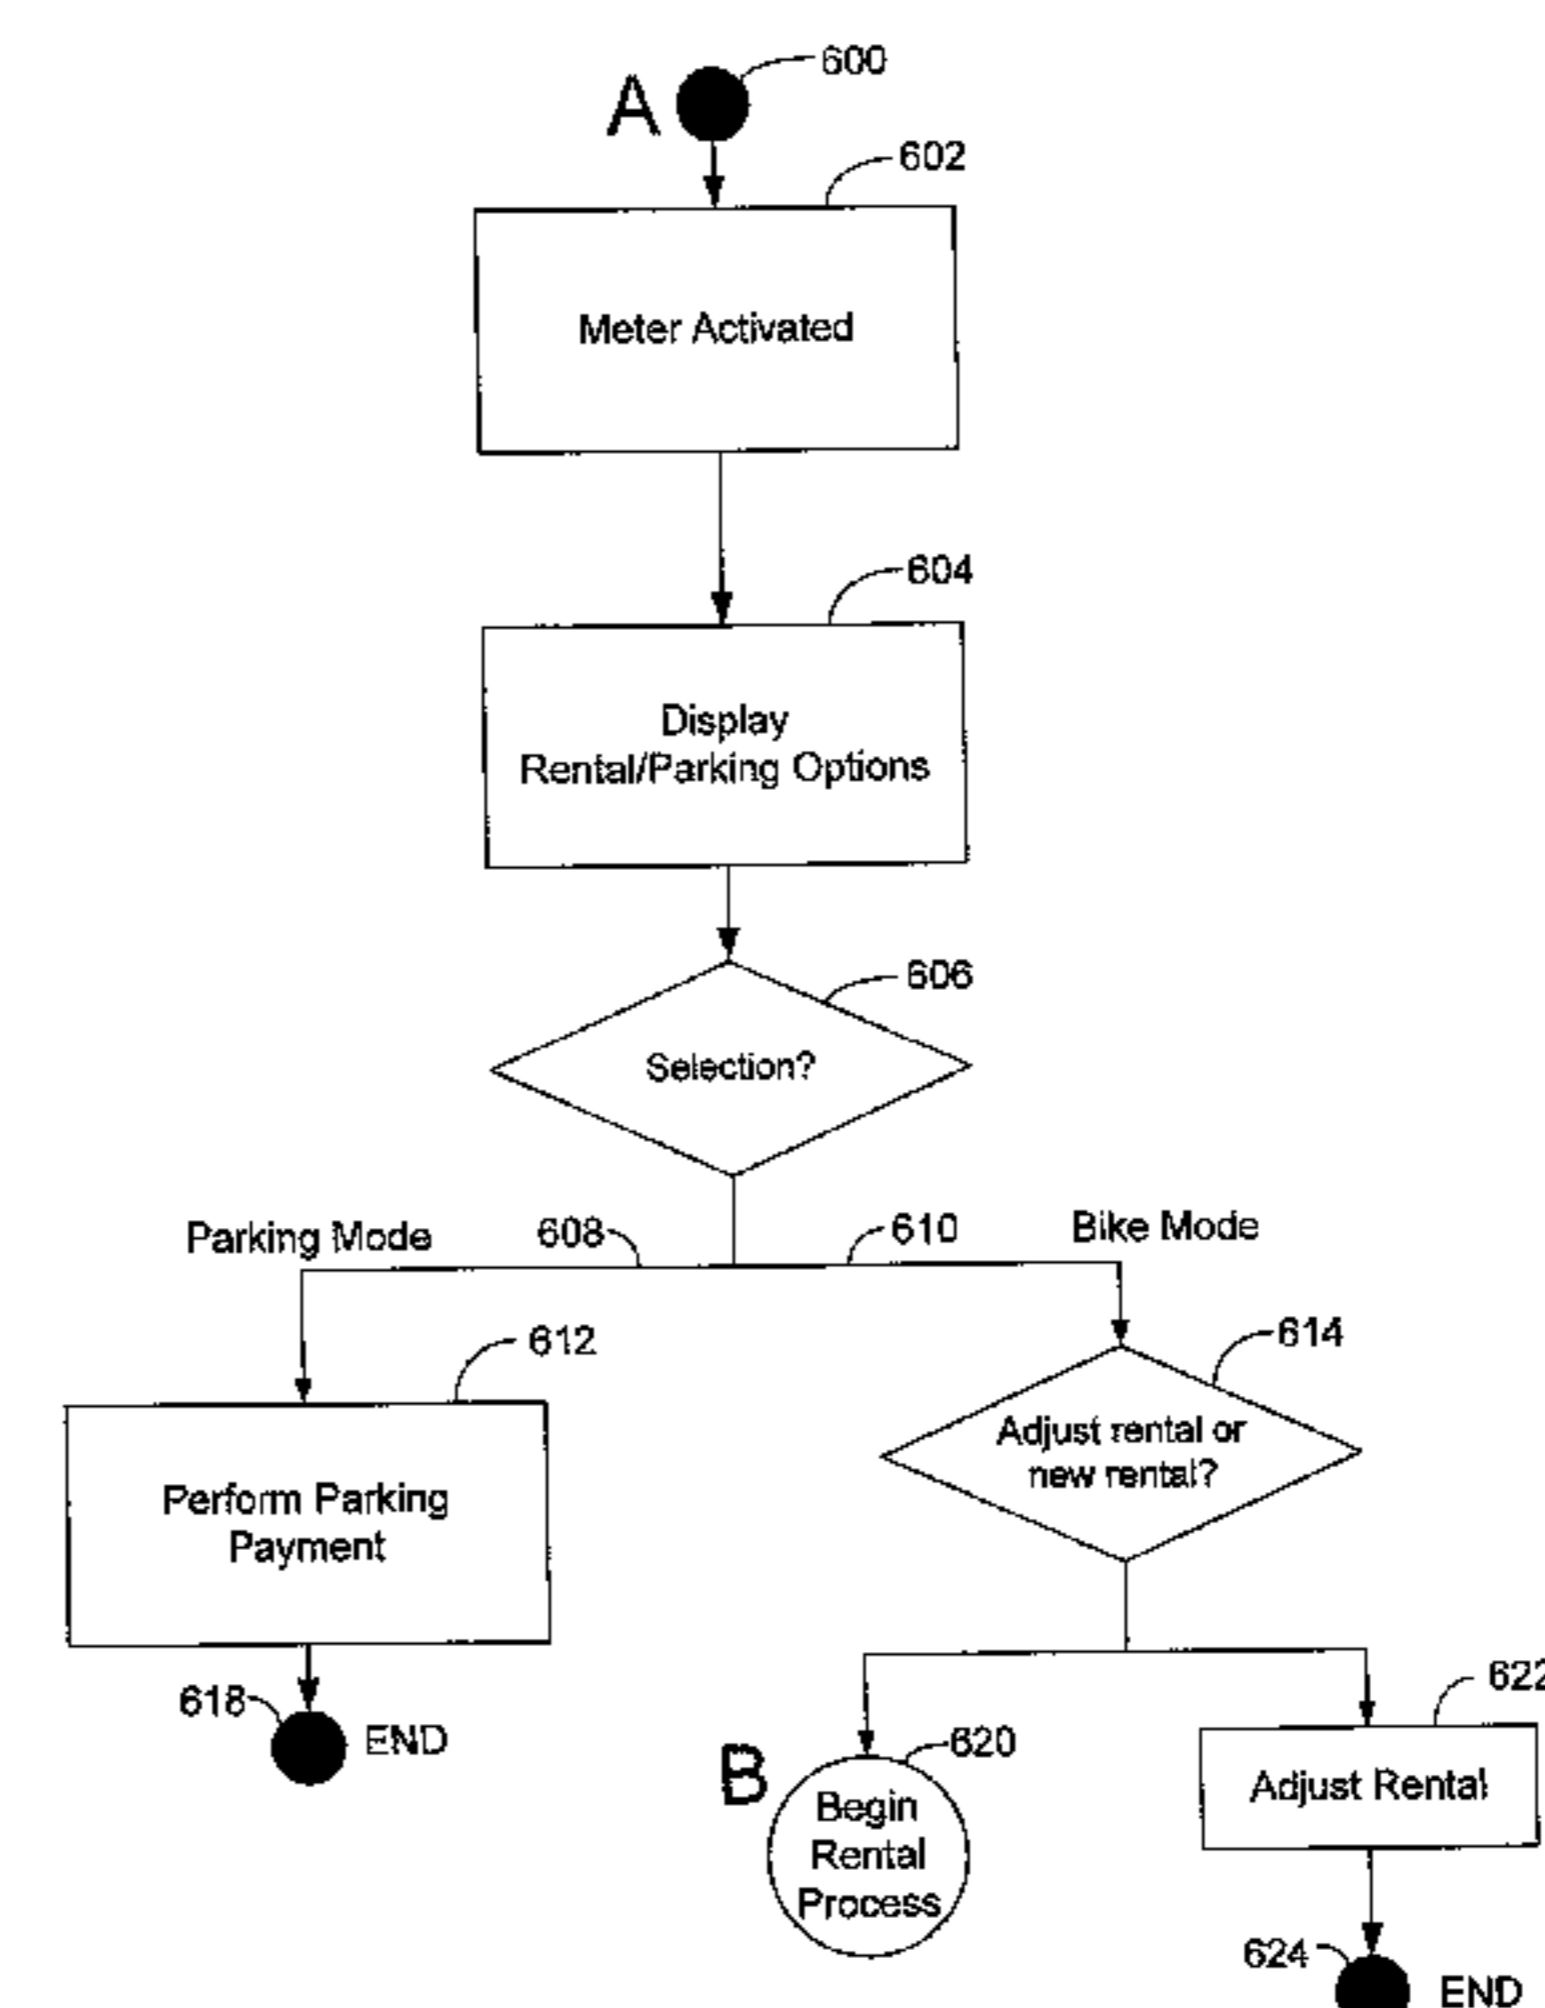 A
600
602
Meter Activated
604
Display
Rental/Parking Options
606
Selection?
Parking Mode
608
610
Bike Mode
612
614
Perform Parking
Payment
Adjust rental or
new rental?
618
END
622
B
620
Begin
Rental
Process
Adjust Rental
624
END